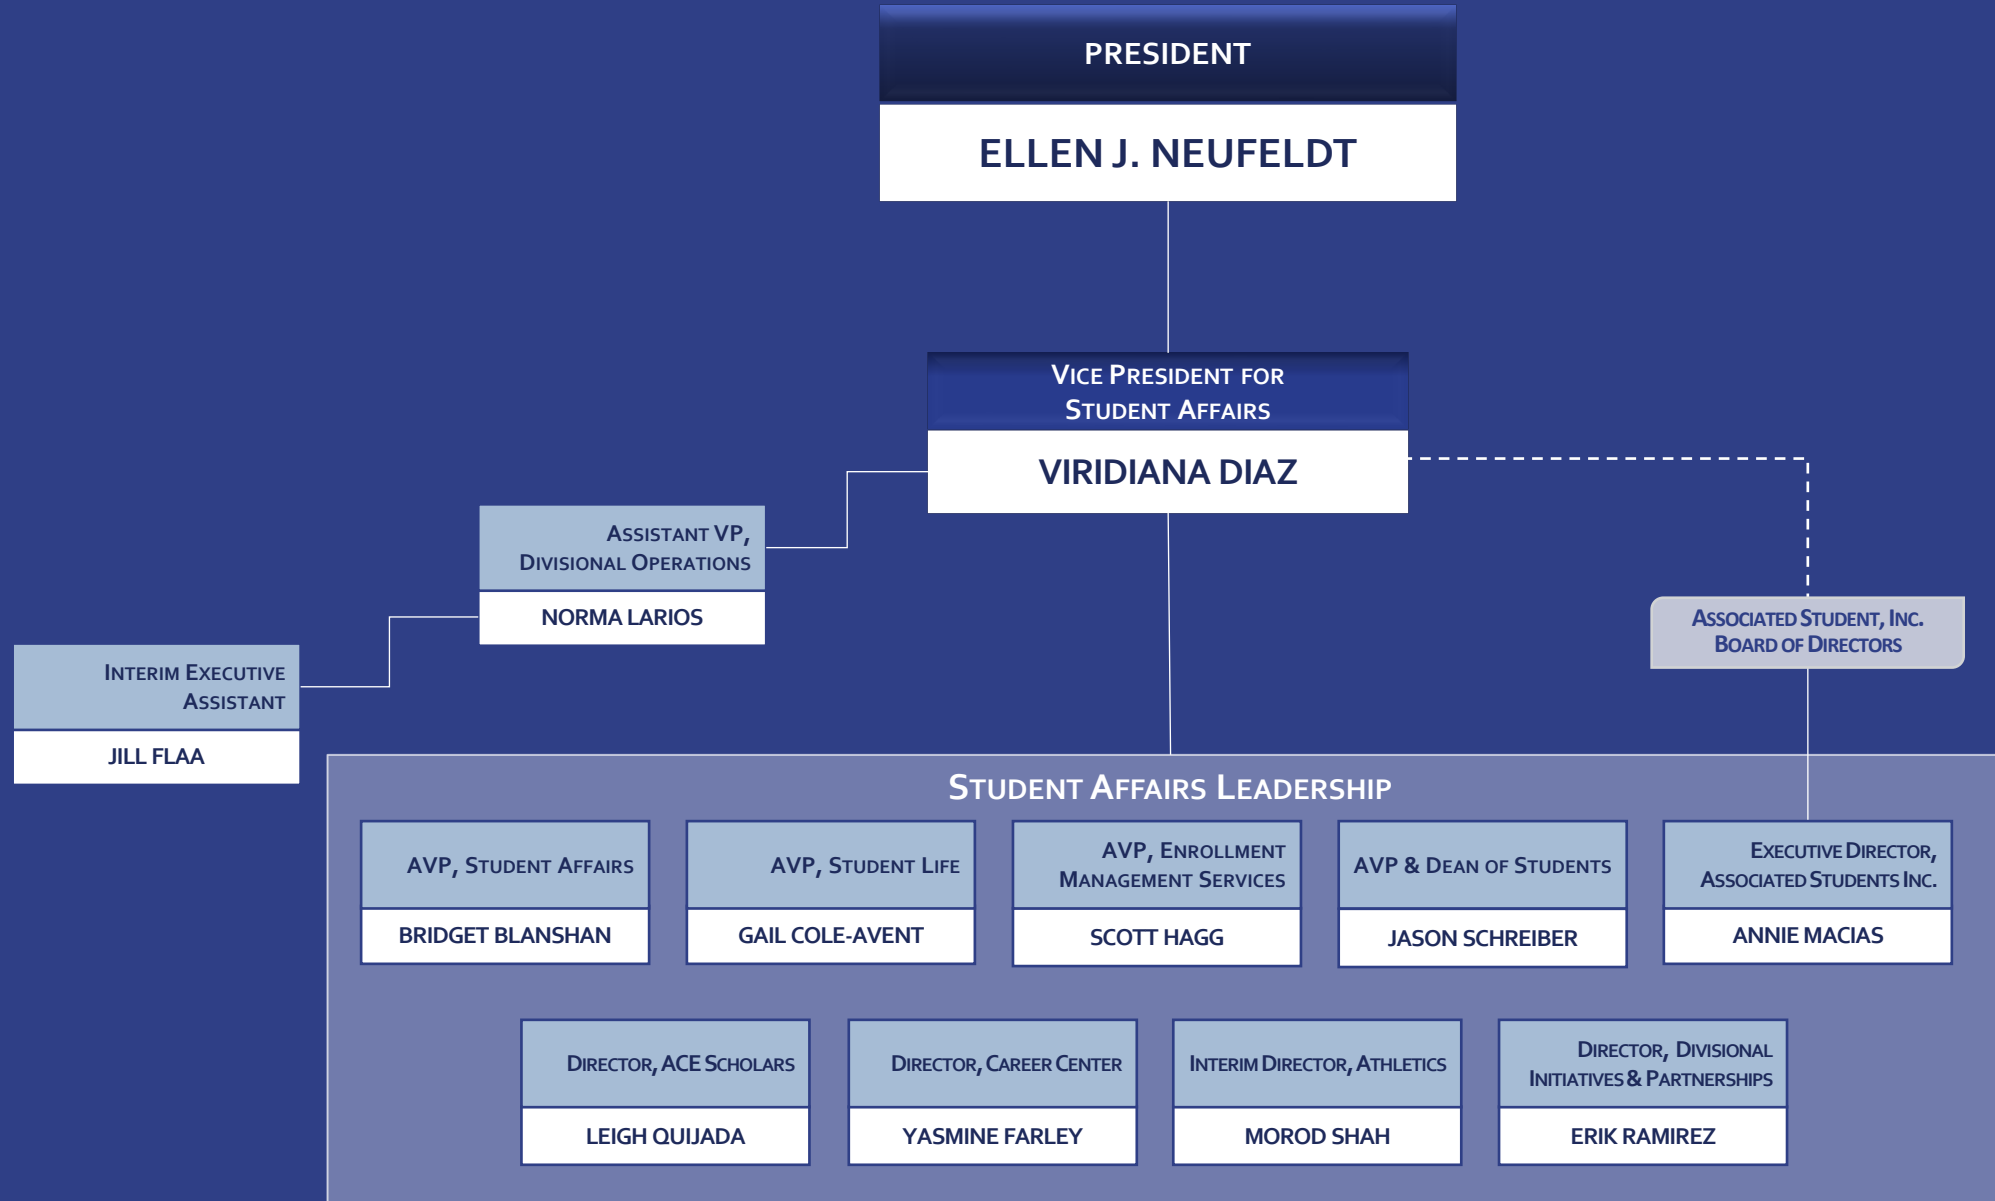 PRESIDENT
ELLEN J. NEUFELDT
VICE PRESIDENT FOR
STUDENT AFFAIRS
VIRIDIANA DIAZ
ASSISTANT VP,
DIVISIONAL OPERATIONS
NORMA LARIOS
ASSOCIATED STUDENT, INC.
BOARD OF DIRECTORS
INTERIM EXECUTIVE
ASSISTANT
JILL FLAA
STUDENT AFFAIRS LEADERSHIP
AVP, STUDENT AFFAIRS
BRIDGET BLANSHAN
AVP, STUDENT LIFE
GAIL COLE-AVENT
AVP, ENROLLMENT
MANAGEMENT SERVICES
SCOTT HAGG
AVP & DEAN OF STUDENTS
JASON SCHREIBER
EXECUTIVE DIRECTOR,
ASSOCIATED STUDENTS INC.
ANNIE MACIAS
DIRECTOR, ACE SCHOLARS
LEIGH QUIJADA
DIRECTOR, CAREER CENTER
YASMINE FARLEY
INTERIM DIRECTOR, ATHLETICS
MOROD SHAH
DIRECTOR, DIVISIONAL
INITIATIVES & PARTNERSHIPS
ERIK RAMIREZ